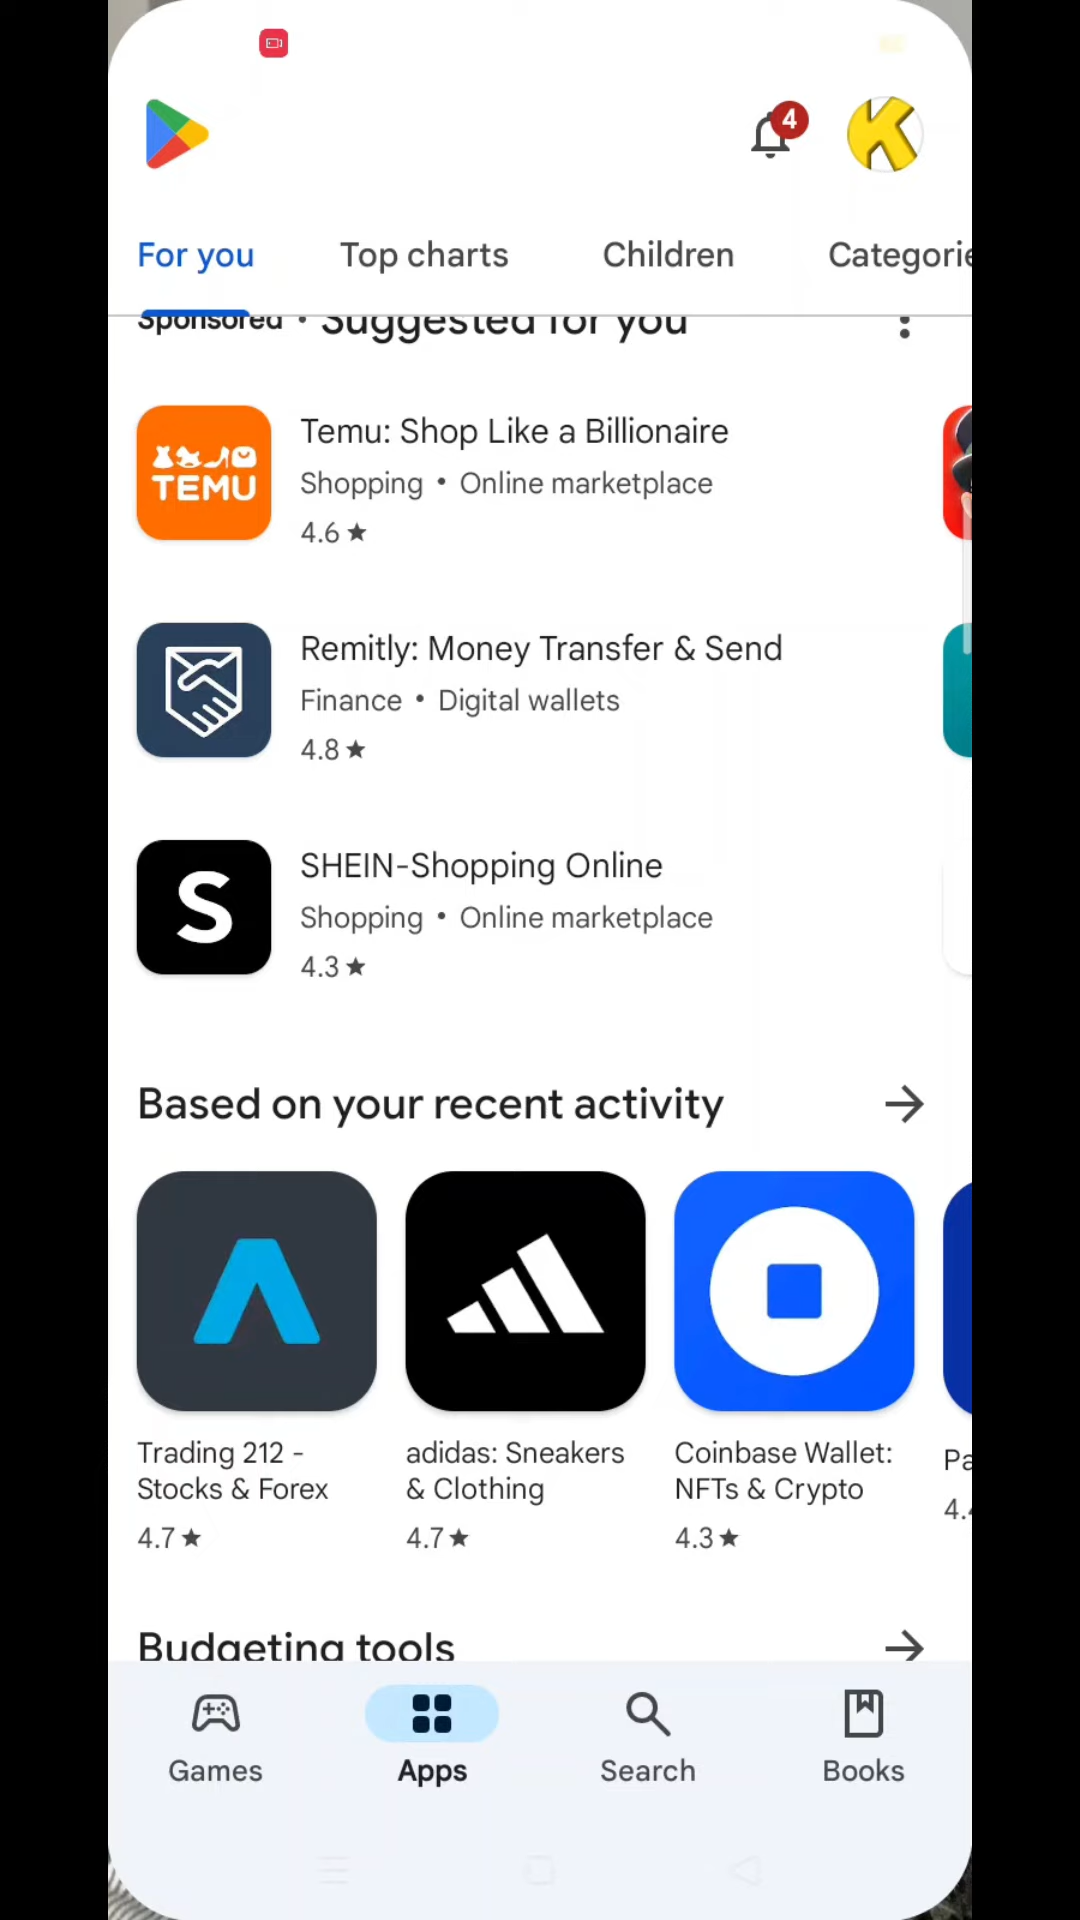 4
For you
Top charts
Children
Categorie
Sponsored • Suggested for you
TEMU
Temu: Shop Like a Billionaire
Shopping • Online marketplace
4.6 ★
Remitly: Money Transfer & Send
Finance • Digital wallets
4.8 ★
S
SHEIN-Shopping Online
Shopping • Online marketplace
4.3 ★
Based on your recent activity
Trading 212 -
Stocks & Forex
4.7 ★
adidas: Sneakers
& Clothing
4.7 ★
Coinbase Wallet:
NFTs & Crypto
4.3 ★
Pa
4.
Budgeting tools
Games
Apps
Search
Books